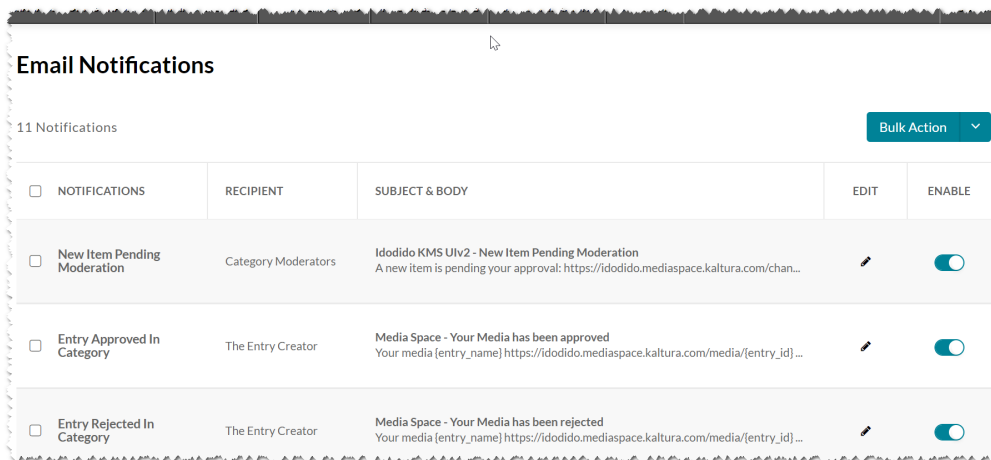 Email Notifications
11 Notifications
Bulk Action
NOTIFICATIONS RECIPIENT SUBJECT & BODY EDIT ENABLE
New Item Pending
Moderation
Category Moderators
Idodido KMS UIv2 - New Item Pending Moderation
A new item is pending your approval: https://idodido.mediaspace.kaltura.com/chan...
Entry Approved In
Category
The Entry Creator
Media Space - Your Media has been approved
Your media {entry_name} https://idodido.mediaspace.kaltura.com/media/{entry_id} ...
Entry Rejected In
Category
The Entry Creator
Media Space - Your Media has been rejected
Your media {entry_name} https://idodido.mediaspace.kaltura.com/media/{entry_id} ...